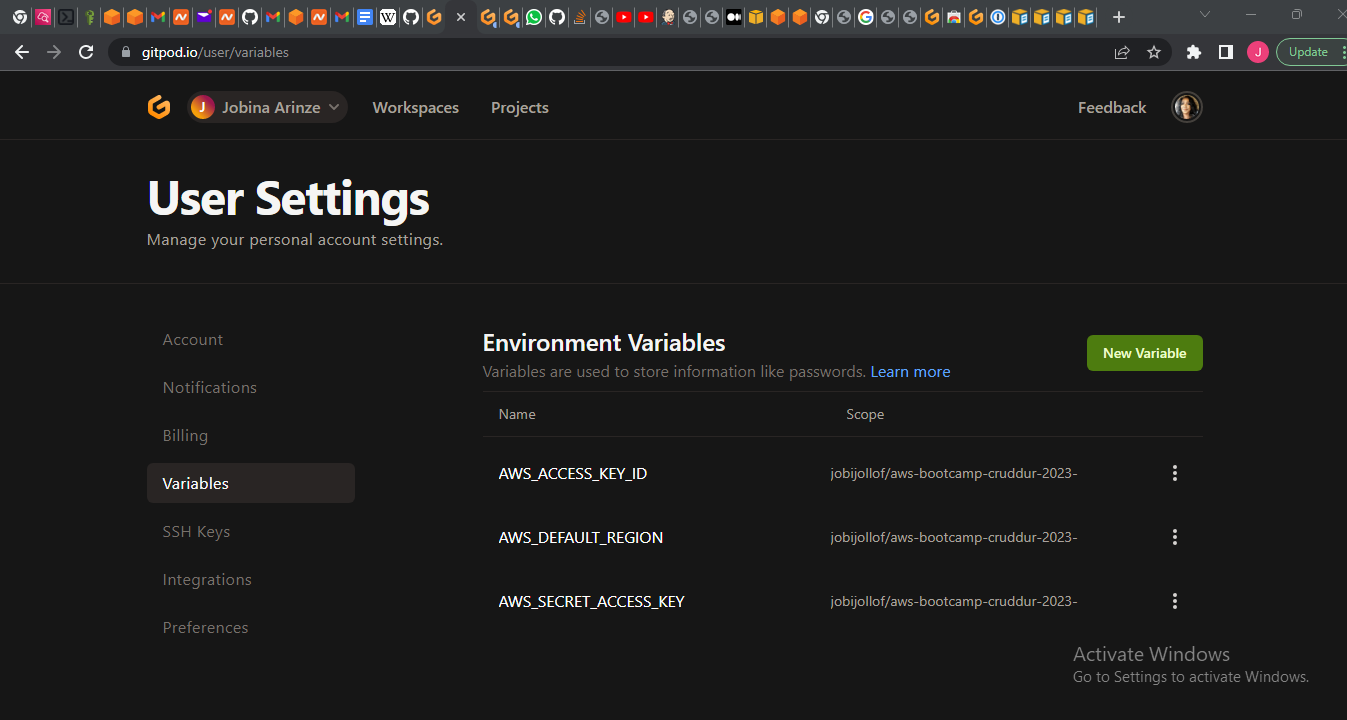 gitpod.io/user/variables
J
Update
J Jobina Arinze
Workspaces
Projects
Feedback
User Settings
Manage your personal account settings.
Account
Notifications
Billing
Variables
SSH Keys
Integrations
Preferences
Environment Variables
Variables are used to store information like passwords. Learn more
New Variable
Name
Scope
AWS_ACCESS_KEY_ID
jobijollof/aws-bootcamp-cruddur-2023-
AWS_DEFAULT_REGION
jobijollof/aws-bootcamp-cruddur-2023-
AWS_SECRET_ACCESS_KEY
jobijollof/aws-bootcamp-cruddur-2023-
Activate Windows
Go to Settings to activate Windows.